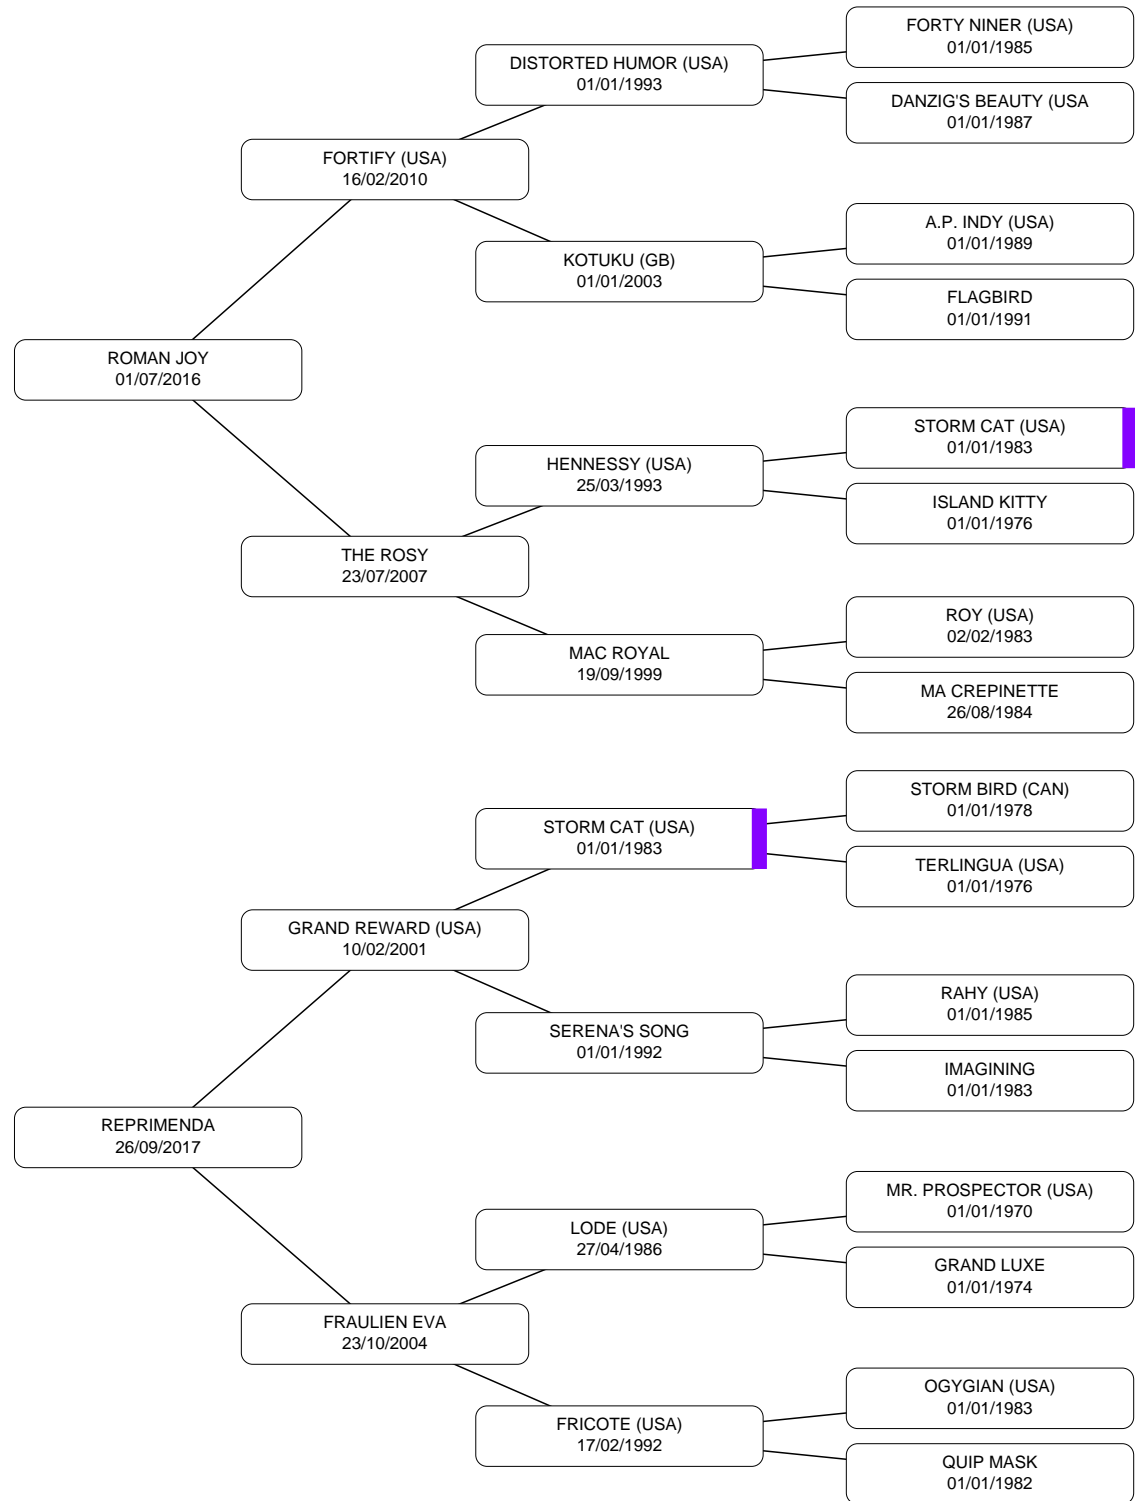 FORTY NINER (USA)
01/01/1985
DISTORTED HUMOR (USA)
01/01/1993
DANZIG'S BEAUTY (USA
01/01/1987
FORTIFY (USA)
16/02/2010
A.P. INDY (USA)
01/01/1989
KOTUKU (GB)
01/01/2003
FLAGBIRD
01/01/1991
ROMAN JOY
01/07/2016
STORM CAT (USA)
01/01/1983
HENNESSY (USA)
25/03/1993
ISLAND KITTY
01/01/1976
THE ROSY
23/07/2007
ROY (USA)
02/02/1983
MAC ROYAL
19/09/1999
MA CREPINETTE
26/08/1984
STORM BIRD (CAN)
01/01/1978
STORM CAT (USA)
01/01/1983
TERLINGUA (USA)
01/01/1976
GRAND REWARD (USA)
10/02/2001
RAHY (USA)
01/01/1985
SERENA'S SONG
01/01/1992
IMAGINING
01/01/1983
REPRIMENDA
26/09/2017
MR. PROSPECTOR (USA)
01/01/1970
LODE (USA)
27/04/1986
GRAND LUXE
01/01/1974
FRAULIEN EVA
23/10/2004
OGYGIAN (USA)
01/01/1983
FRICOTE (USA)
17/02/1992
QUIP MASK
01/01/1982